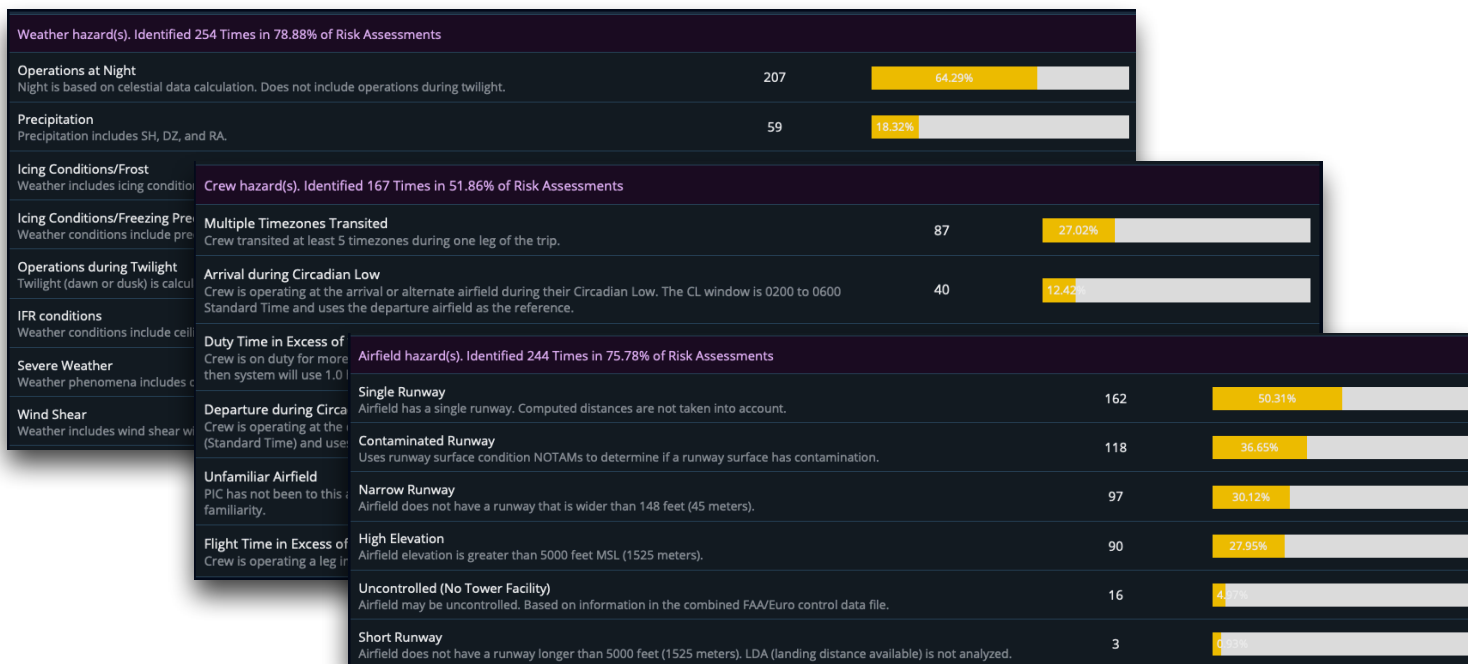 Weather hazard(s). Identified 254 Times in 78.88% of Risk Assessments
Operations at Night
Night is based on celestial data calculation. Does not include operations during twilight.
207
64.29%
Precipitation
Precipitation includes SH, DZ, and RA.
59
18.32%
Icing Conditions/Frost
Weather includes icing
Icing Conditions/Freezing
Weather conditions include
Operations during Twilight
Twilight (dawn or dusk) is
IFR conditions
Weather conditions include
Severe Weather
Weather phenomena includes
Wind Shear
Weather includes wind shear
Crew hazard(s). Identified 167 Times in 51.86% of Risk Assessments
Multiple Timezones Transited
Crew transited at least 5 timezones during one leg of the trip.
87
27.02%
Arrival during Circadian Low
Crew is operating at the arrival or alternate airfield during their Circadian Low. The CL window is 0200 to 0600
Standard Time and uses the departure airfield as the reference.
40
12.42%
Duty Time in Excess of
Crew is on duty for more
then system will use 1.0
Departure during
Crew is operating at the
(Standard Time) and
Unfamiliar Airfield
PIC has not been to this
familiarity.
Flight Time in Excess of
Crew is operating a leg
Airfield hazard(s). Identified 244 Times in 75.78% of Risk Assessments
Single Runway
Airfield has a single runway. Computed distances are not taken into account.
162
50.31%
Contaminated Runway
Uses runway surface condition NOTAMs to determine if a runway surface has contamination.
118
36.65%
Narrow Runway
Airfield does not have a runway that is wider than 148 feet (45 meters).
97
30.12%
High Elevation
Airfield elevation is greater than 5000 feet MSL (1525 meters).
90
27.95%
Uncontrolled (No Tower Facility)
Airfield may be uncontrolled. Based on information in the combined FAA/Euro control data file.
16
4.97%
Short Runway
Airfield does not have a runway longer than 5000 feet (1525 meters). LDA (landing distance available) is not analyzed.
3
0.93%